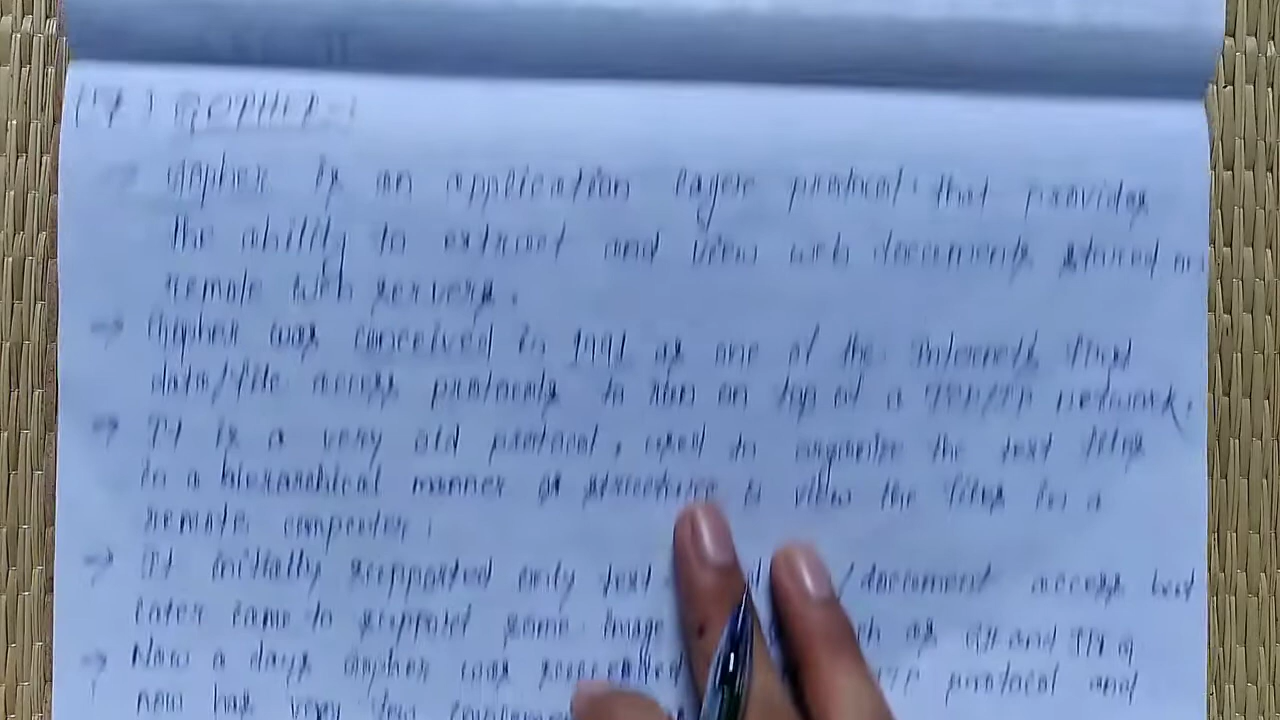 (7) GOPHER :-
→ Gopher is an application layer protocol that provides
the ability to extract and view web documents stored on
remote web servers.
→ Gopher was conceived in 1991 as one of the Internet's first
data/file access protocols to run on top of a TCP/IP network.
→ It is a very old protocol, used to organize the text files
in a hierarchical manner or structure to view the files in a
remote computer.
→ It initially supported only text / document access but
later came to support some image as GIF and
→ Now a days Gopher was protocol and
now has very few